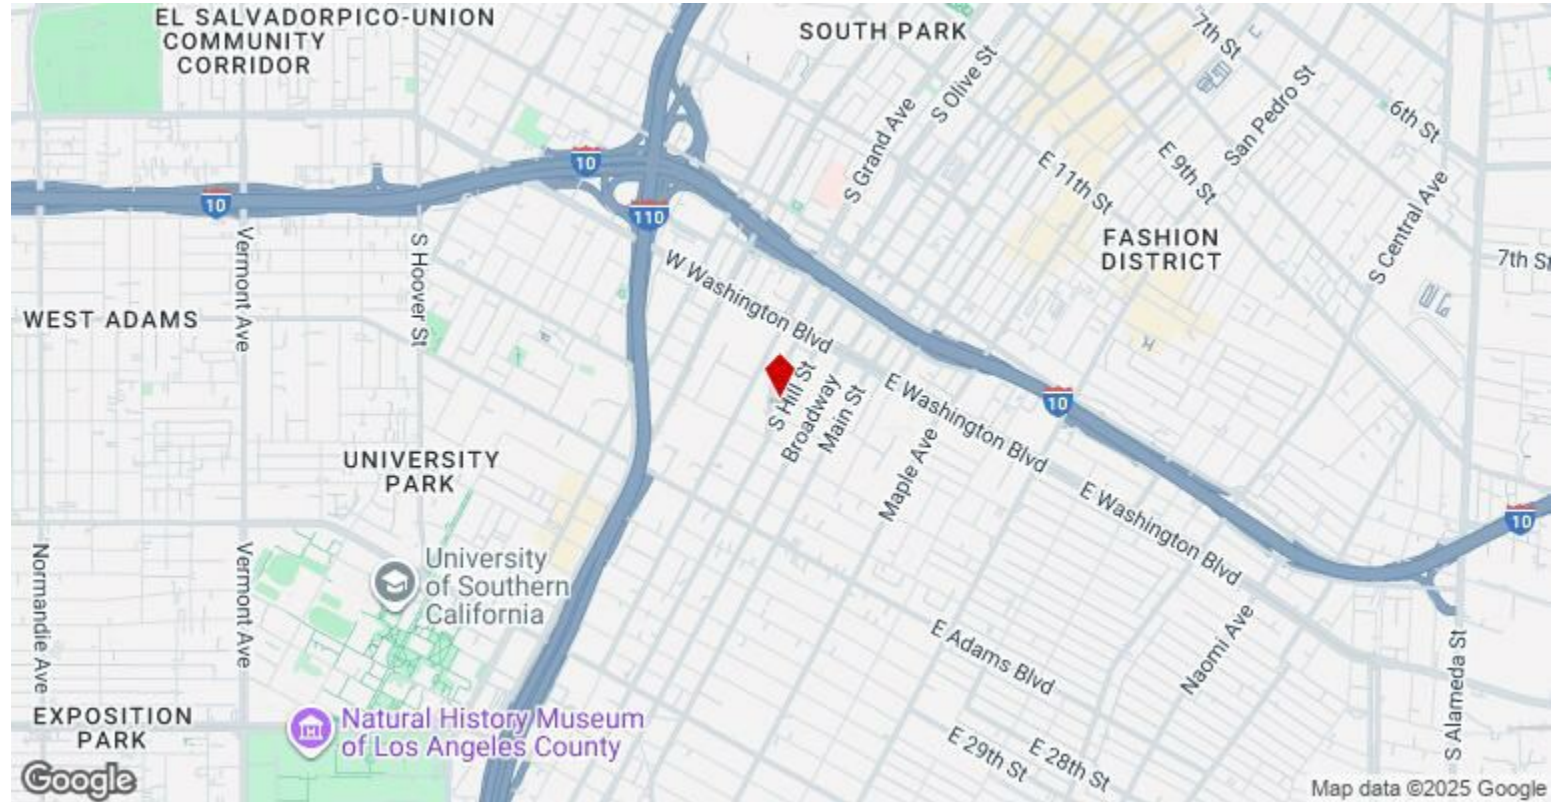 EL SALVADORPICO-UNION
COMMUNITY
CORRIDOR
SOUTH PARK
7th St
S Olive St
S Grand Ave
San Pedro St
6th St
E 11th St
E 9th St
10
10
110
Vermont Ave
S Hoover St
W Washington Blvd
FASHION
DISTRICT
S Central Ave
7th St
WEST ADAMS
S Hill St
Broadway
Main St
E Washington Blvd
10
Maple Ave
UNIVERSITY
PARK
E Washington Blvd
10
Normandie Ave
Vermont Ave
University
of Southern
California
E Adams Blvd
Naomi Ave
S Alameda St
EXPOSITION
PARK
Natural History Museum
of Los Angeles County
E 29th St
E 28th St
Google
Map data ©2025 Google